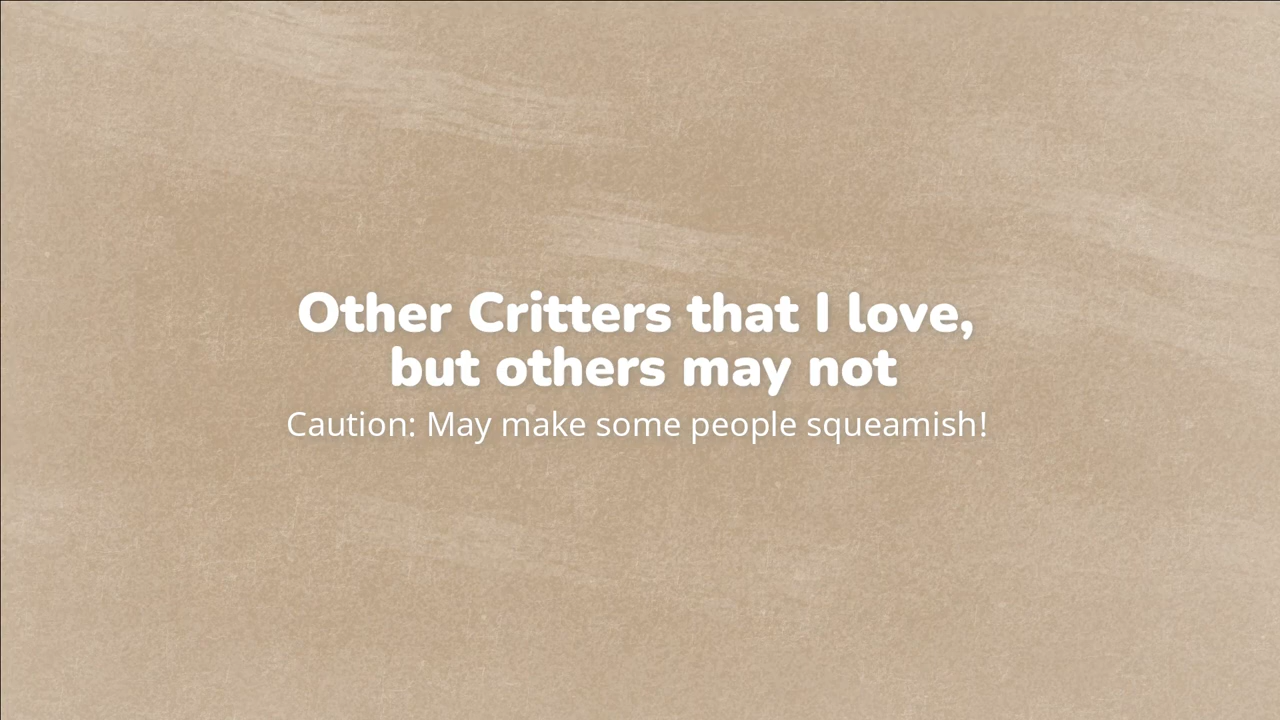 Other Critters that I love,
but others may not
Caution: May make some people squeamish!